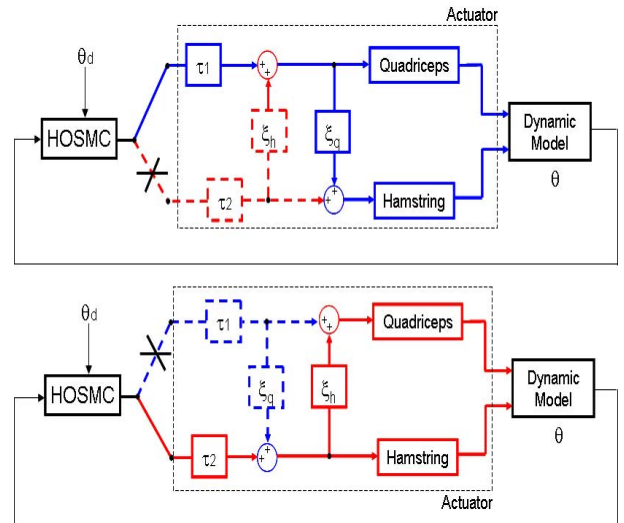 Actuator
θd
τ1
+
+
Quadriceps
HOSMC
ξh
ξq
Dynamic
Model
θ
τ2
+
+
Hamstring
θd
τ1
+
+
Quadriceps
HOSMC
ξq
ξh
Dynamic
Model
θ
τ2
+
+
Hamstring
Actuator